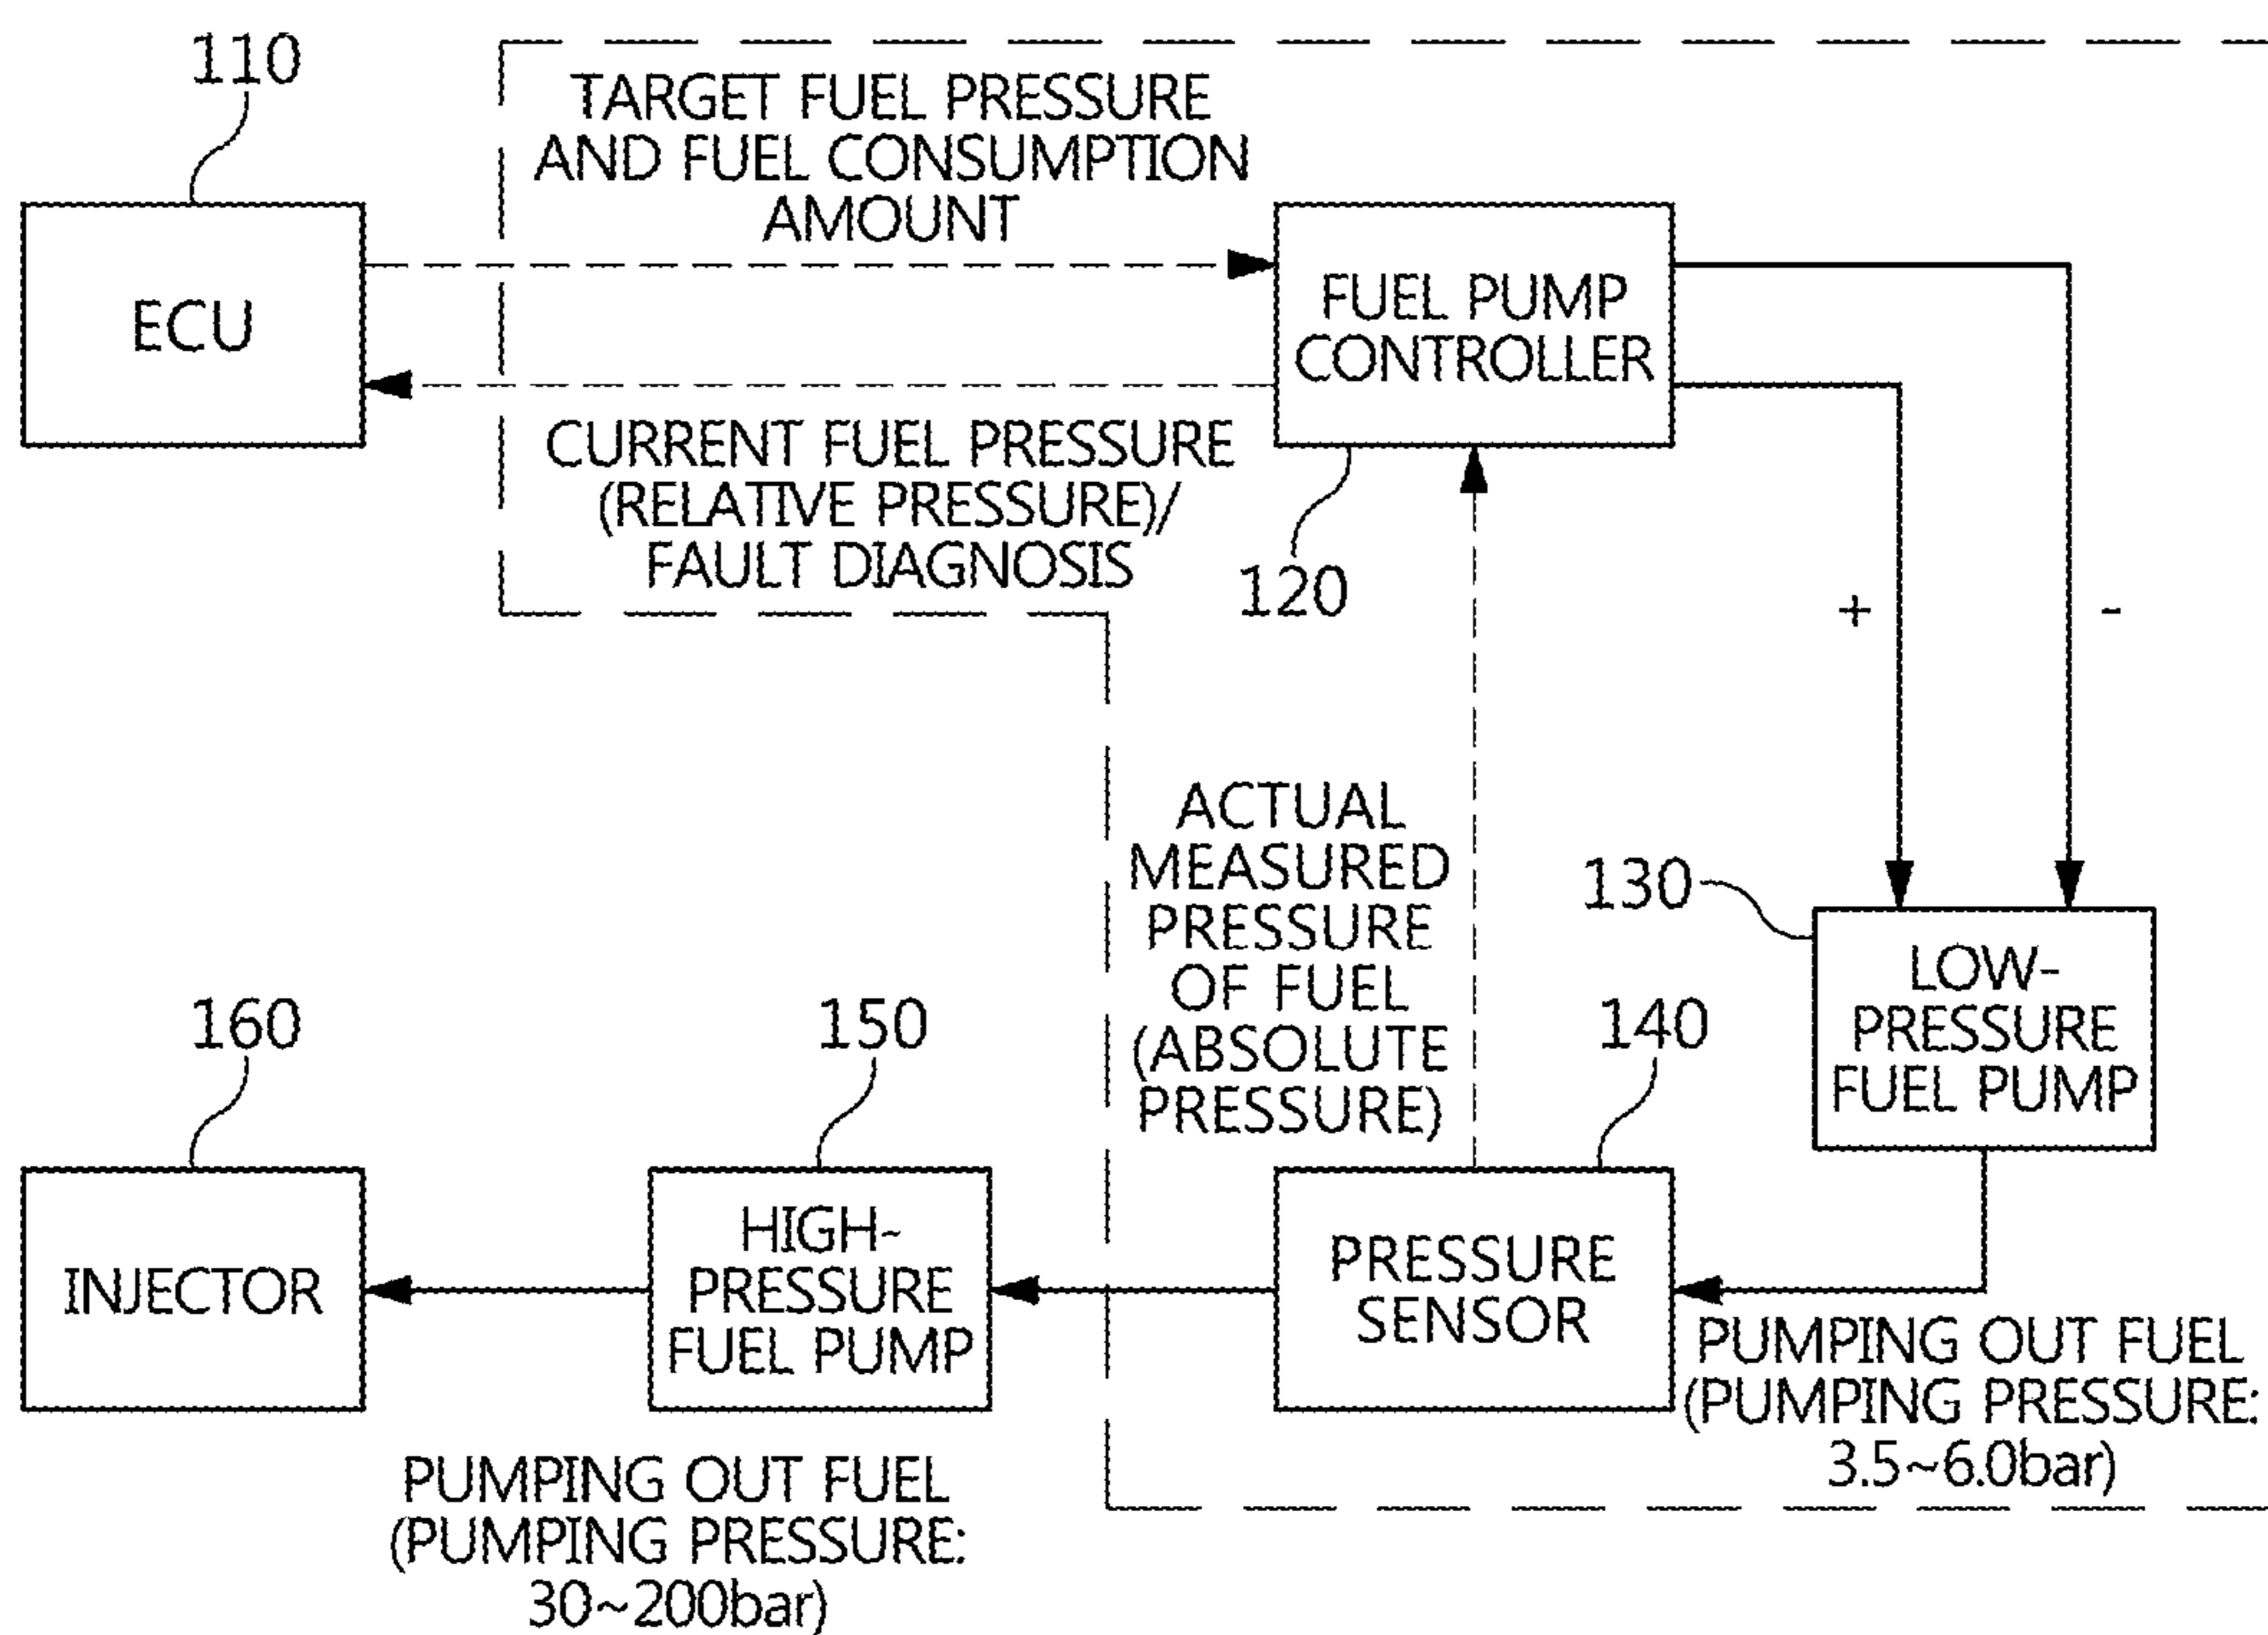 110
TARGET FUEL PRESSURE
AND FUEL CONSUMPTION
AMOUNT
ECU
FUEL PUMP
CONTROLLER
CURRENT FUEL PRESSURE
(RELATIVE PRESSURE)/
FAULT DIAGNOSIS
120
+
-
ACTUAL
MEASURED
PRESSURE
OF FUEL
(ABSOLUTE
PRESSURE)
130
LOW-
PRESSURE
FUEL PUMP
160
150
140
INJECTOR
HIGH-
PRESSURE
FUEL PUMP
PRESSURE
SENSOR
PUMPING OUT FUEL
(PUMPING PRESSURE:
3.5~6.0bar)
PUMPING OUT FUEL
(PUMPING PRESSURE:
30~200bar)